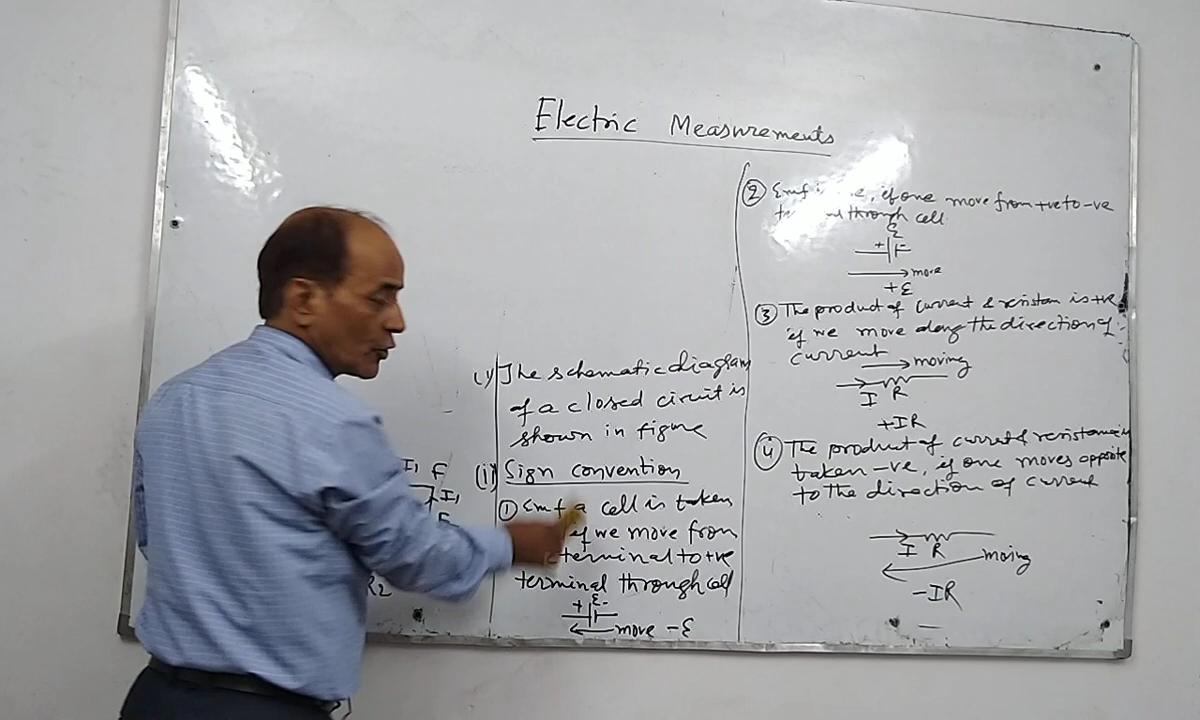 Electric Measurements
I₁ F
I₁
R2
(i) The schematic diagram
of a closed circuit is
shown in figure
(ii) Sign convention
① Emf a cell is taken
if we move from
terminal to +ve
terminal through cell
+ ε -
move -ε
② Emf , if one move from +ve to -ve
through cell
ε
+ -
move
+ε
③ The product of current & resistan is +ve
if we move along the direction of
current moving
I R
+IR
④ The product of current & resistance is
taken -ve, if one moves opposite
to the direction of current
I R moving
-IR